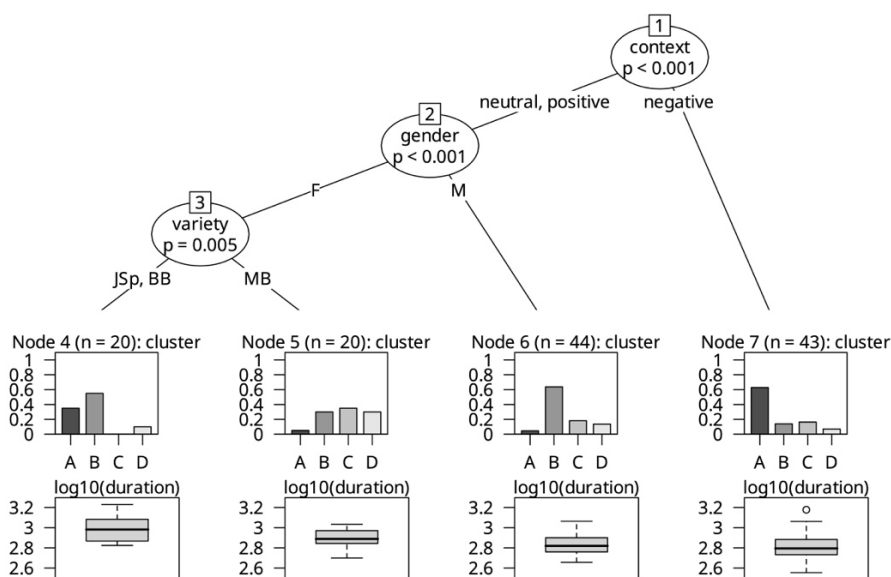 1
context
p < 0.001
neutral, positive negative
2
gender
p < 0.001
F M
3
variety
p = 0.005
JSp, BB MB
Node 4 (n = 20): cluster Node 5 (n = 20): cluster Node 6 (n = 44): cluster Node 7 (n = 43): cluster
1 1 1 1
0.8 0.8 0.8 0.8
0.6 0.6 0.6 0.6
0.4 0.4 0.4 0.4
0.2 0.2 0.2 0.2
0 0 0 0
A B C D A B C D A B C D A B C D
log10(duration) log10(duration) log10(duration) log10(duration)
3.2 3.2 3.2 3.2
3 3 3 3
2.8 2.8 2.8 2.8
2.6 2.6 2.6 2.6